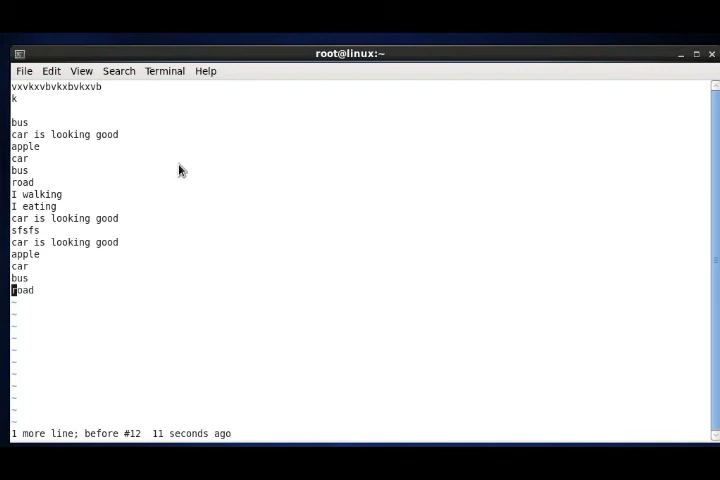 root@linux:~
File Edit View Search Terminal Help
vxvkxvbvkxbvkxvb
k
bus
car is looking good
apple
car
bus
road
I walking
I eating
car is looking good
sfsfs
car is looking good
apple
car
bus
road
~
~
~
~
~
~
~
~
~
~
~
1 more line; before #12 11 seconds ago